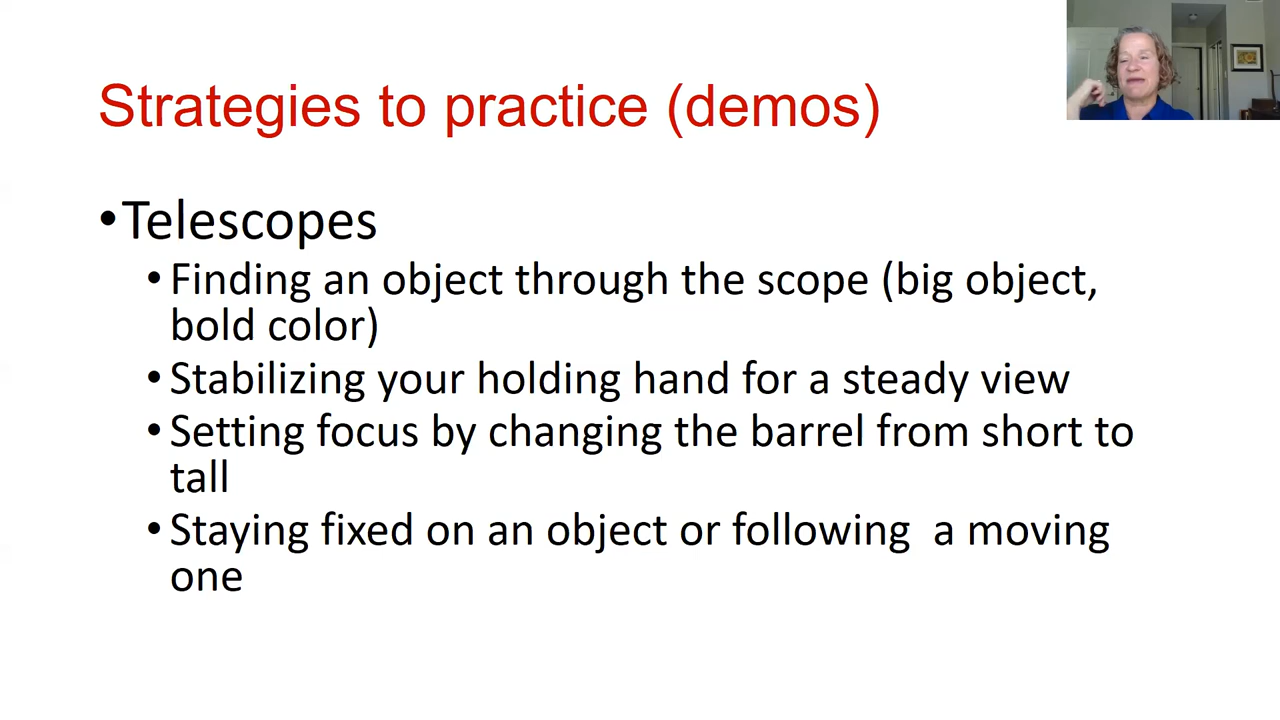 Strategies to practice (demos)
•Telescopes
•Finding an object through the scope (big object,
bold color)
•Stabilizing your holding hand for a steady view
•Setting focus by changing the barrel from short to
tall
•Staying fixed on an object or following  a moving
one